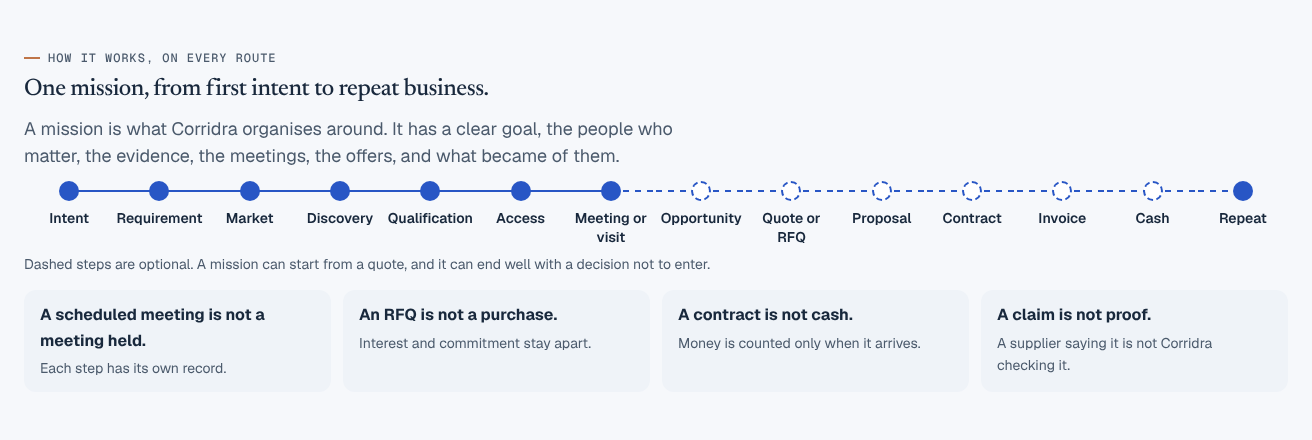 HOW IT WORKS, ON EVERY ROUTE
One mission, from first intent to repeat business.
A mission is what Corridra organises around. It has a clear goal, the people who
matter, the evidence, the meetings, the offers, and what became of them.
Intent
Requirement
Market
Discovery
Qualification
Access
Meeting or
visit
Opportunity
Quote or
RFQ
Proposal
Contract
Invoice
Cash
Repeat
Dashed steps are optional. A mission can start from a quote, and it can end well with a decision not to enter.
A scheduled meeting is not a
meeting held.
Each step has its own record.
An RFQ is not a purchase.
Interest and commitment stay apart.
A contract is not cash.
Money is counted only when it arrives.
A claim is not proof.
A supplier saying it is not Corridra
checking it.